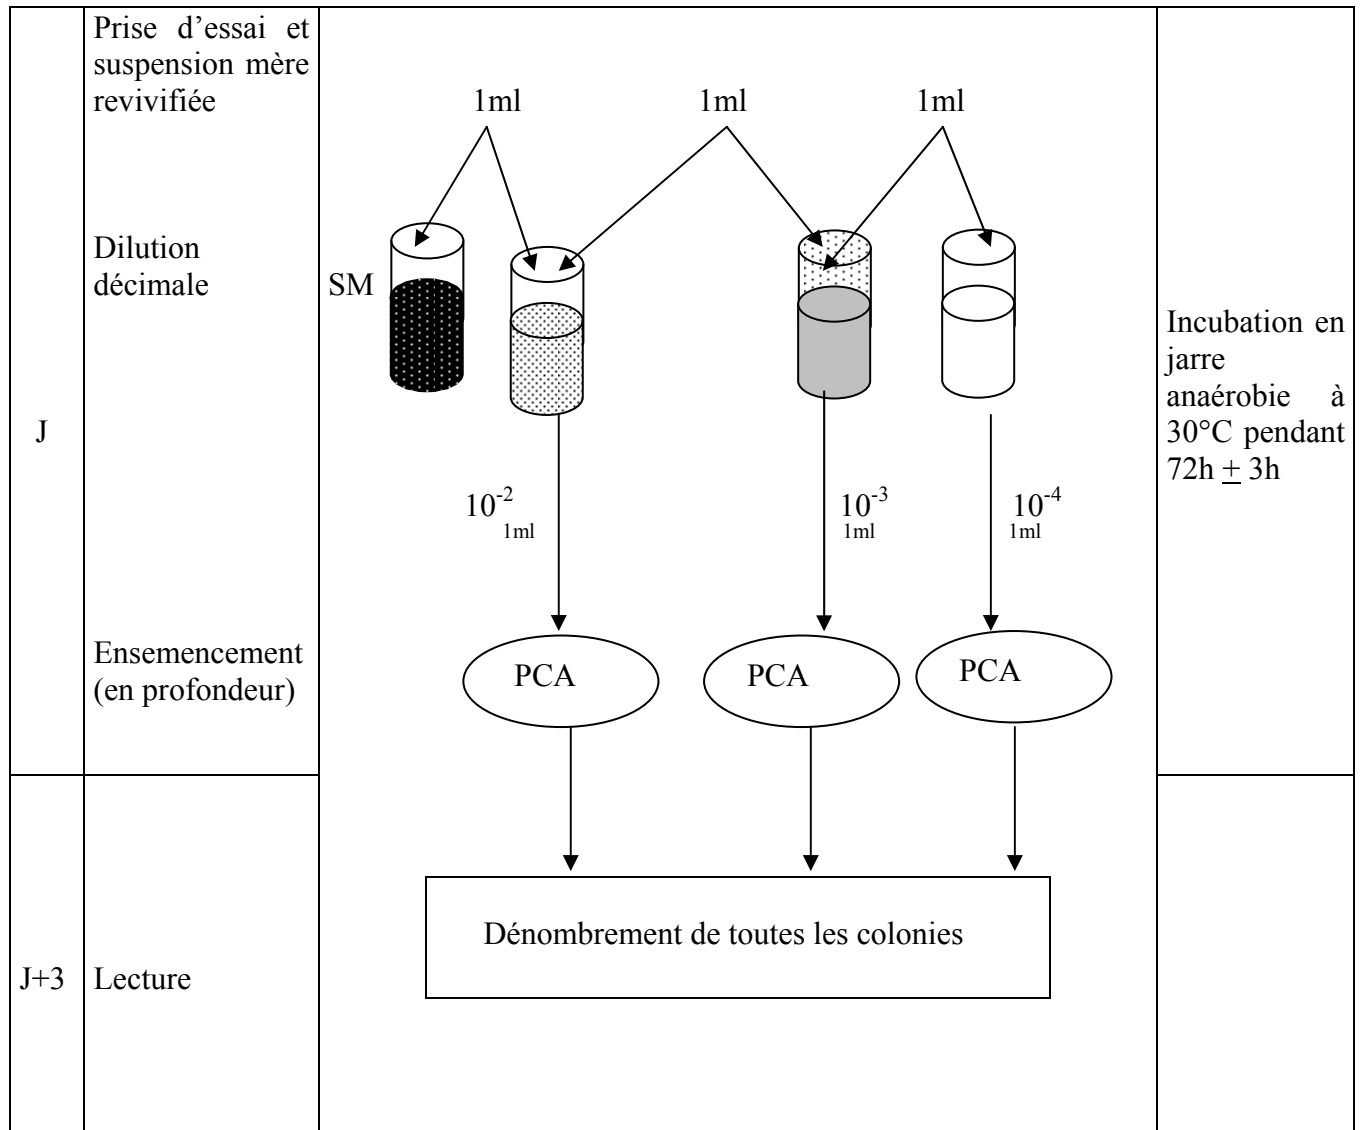 Prise d’essai et
suspension mère
revivifiée
1ml 1ml 1ml
Dilution
décimale
SM
Incubation en
jarre
anaérobie à
30°C pendant
72h ± 3h
J
10⁻² 10⁻³ 10⁻⁴
1ml 1ml 1ml
Ensemencement
(en profondeur)
PCA PCA PCA
Dénombrement de toutes les colonies
J+3 Lecture